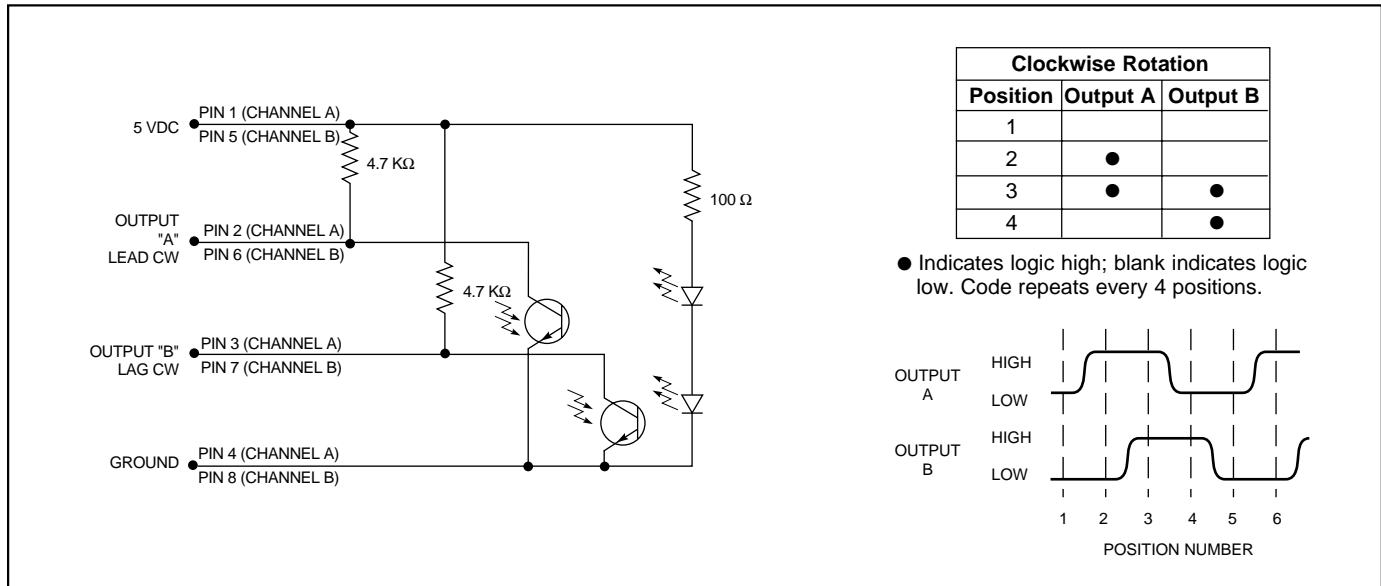 5 VDC
PIN 1 (CHANNEL A)
PIN 5 (CHANNEL B)
4.7 KΩ
100 Ω
OUTPUT
"A"
LEAD CW
PIN 2 (CHANNEL A)
PIN 6 (CHANNEL B)
4.7 KΩ
OUTPUT "B"
LAG CW
PIN 3 (CHANNEL A)
PIN 7 (CHANNEL B)
GROUND
PIN 4 (CHANNEL A)
PIN 8 (CHANNEL B)
Clockwise Rotation
Position Output A Output B
1
2 ●
3 ● ●
4 ●
● Indicates logic high; blank indicates logic
low. Code repeats every 4 positions.
OUTPUT
A
HIGH
LOW
OUTPUT
B
HIGH
LOW
1 2 3 4 5 6
POSITION NUMBER